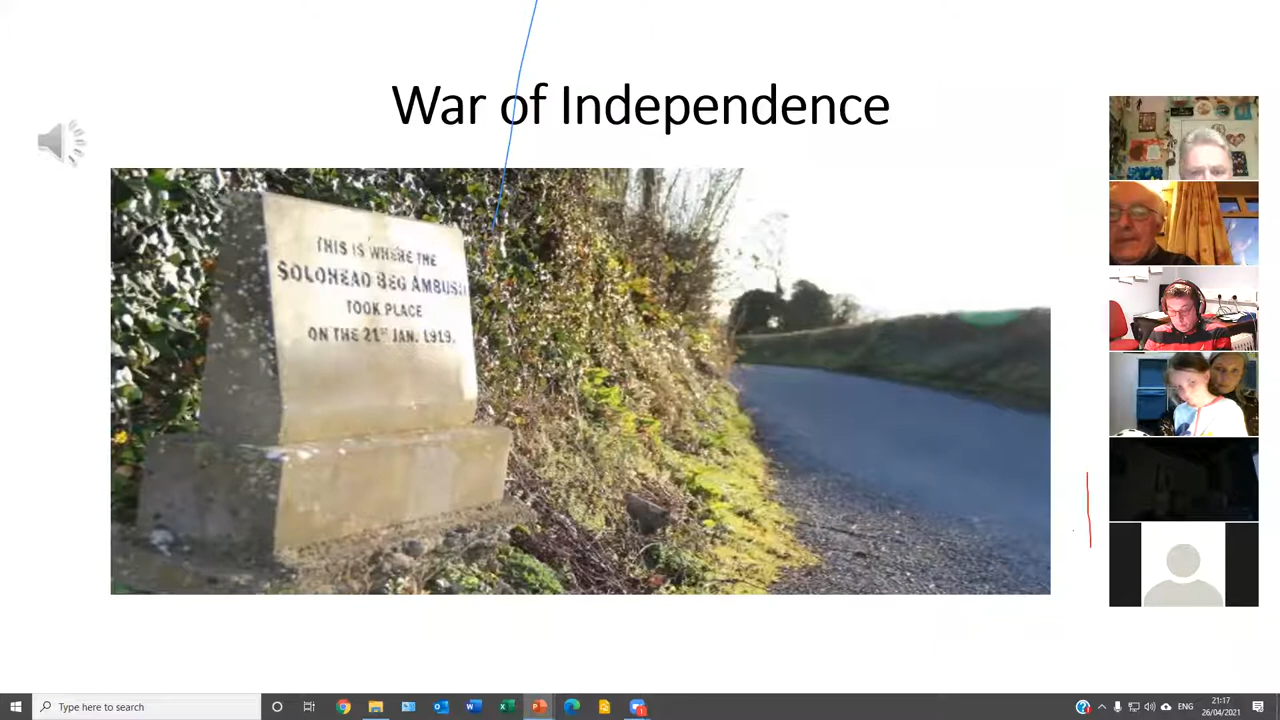 War of Independence
THIS IS WHERE THE
SOLOHEAD BEG AMBUSH
TOOK PLACE
ON THE 21ST JAN. 1919.
Type here to search
ENG
21:17
26/04/2021